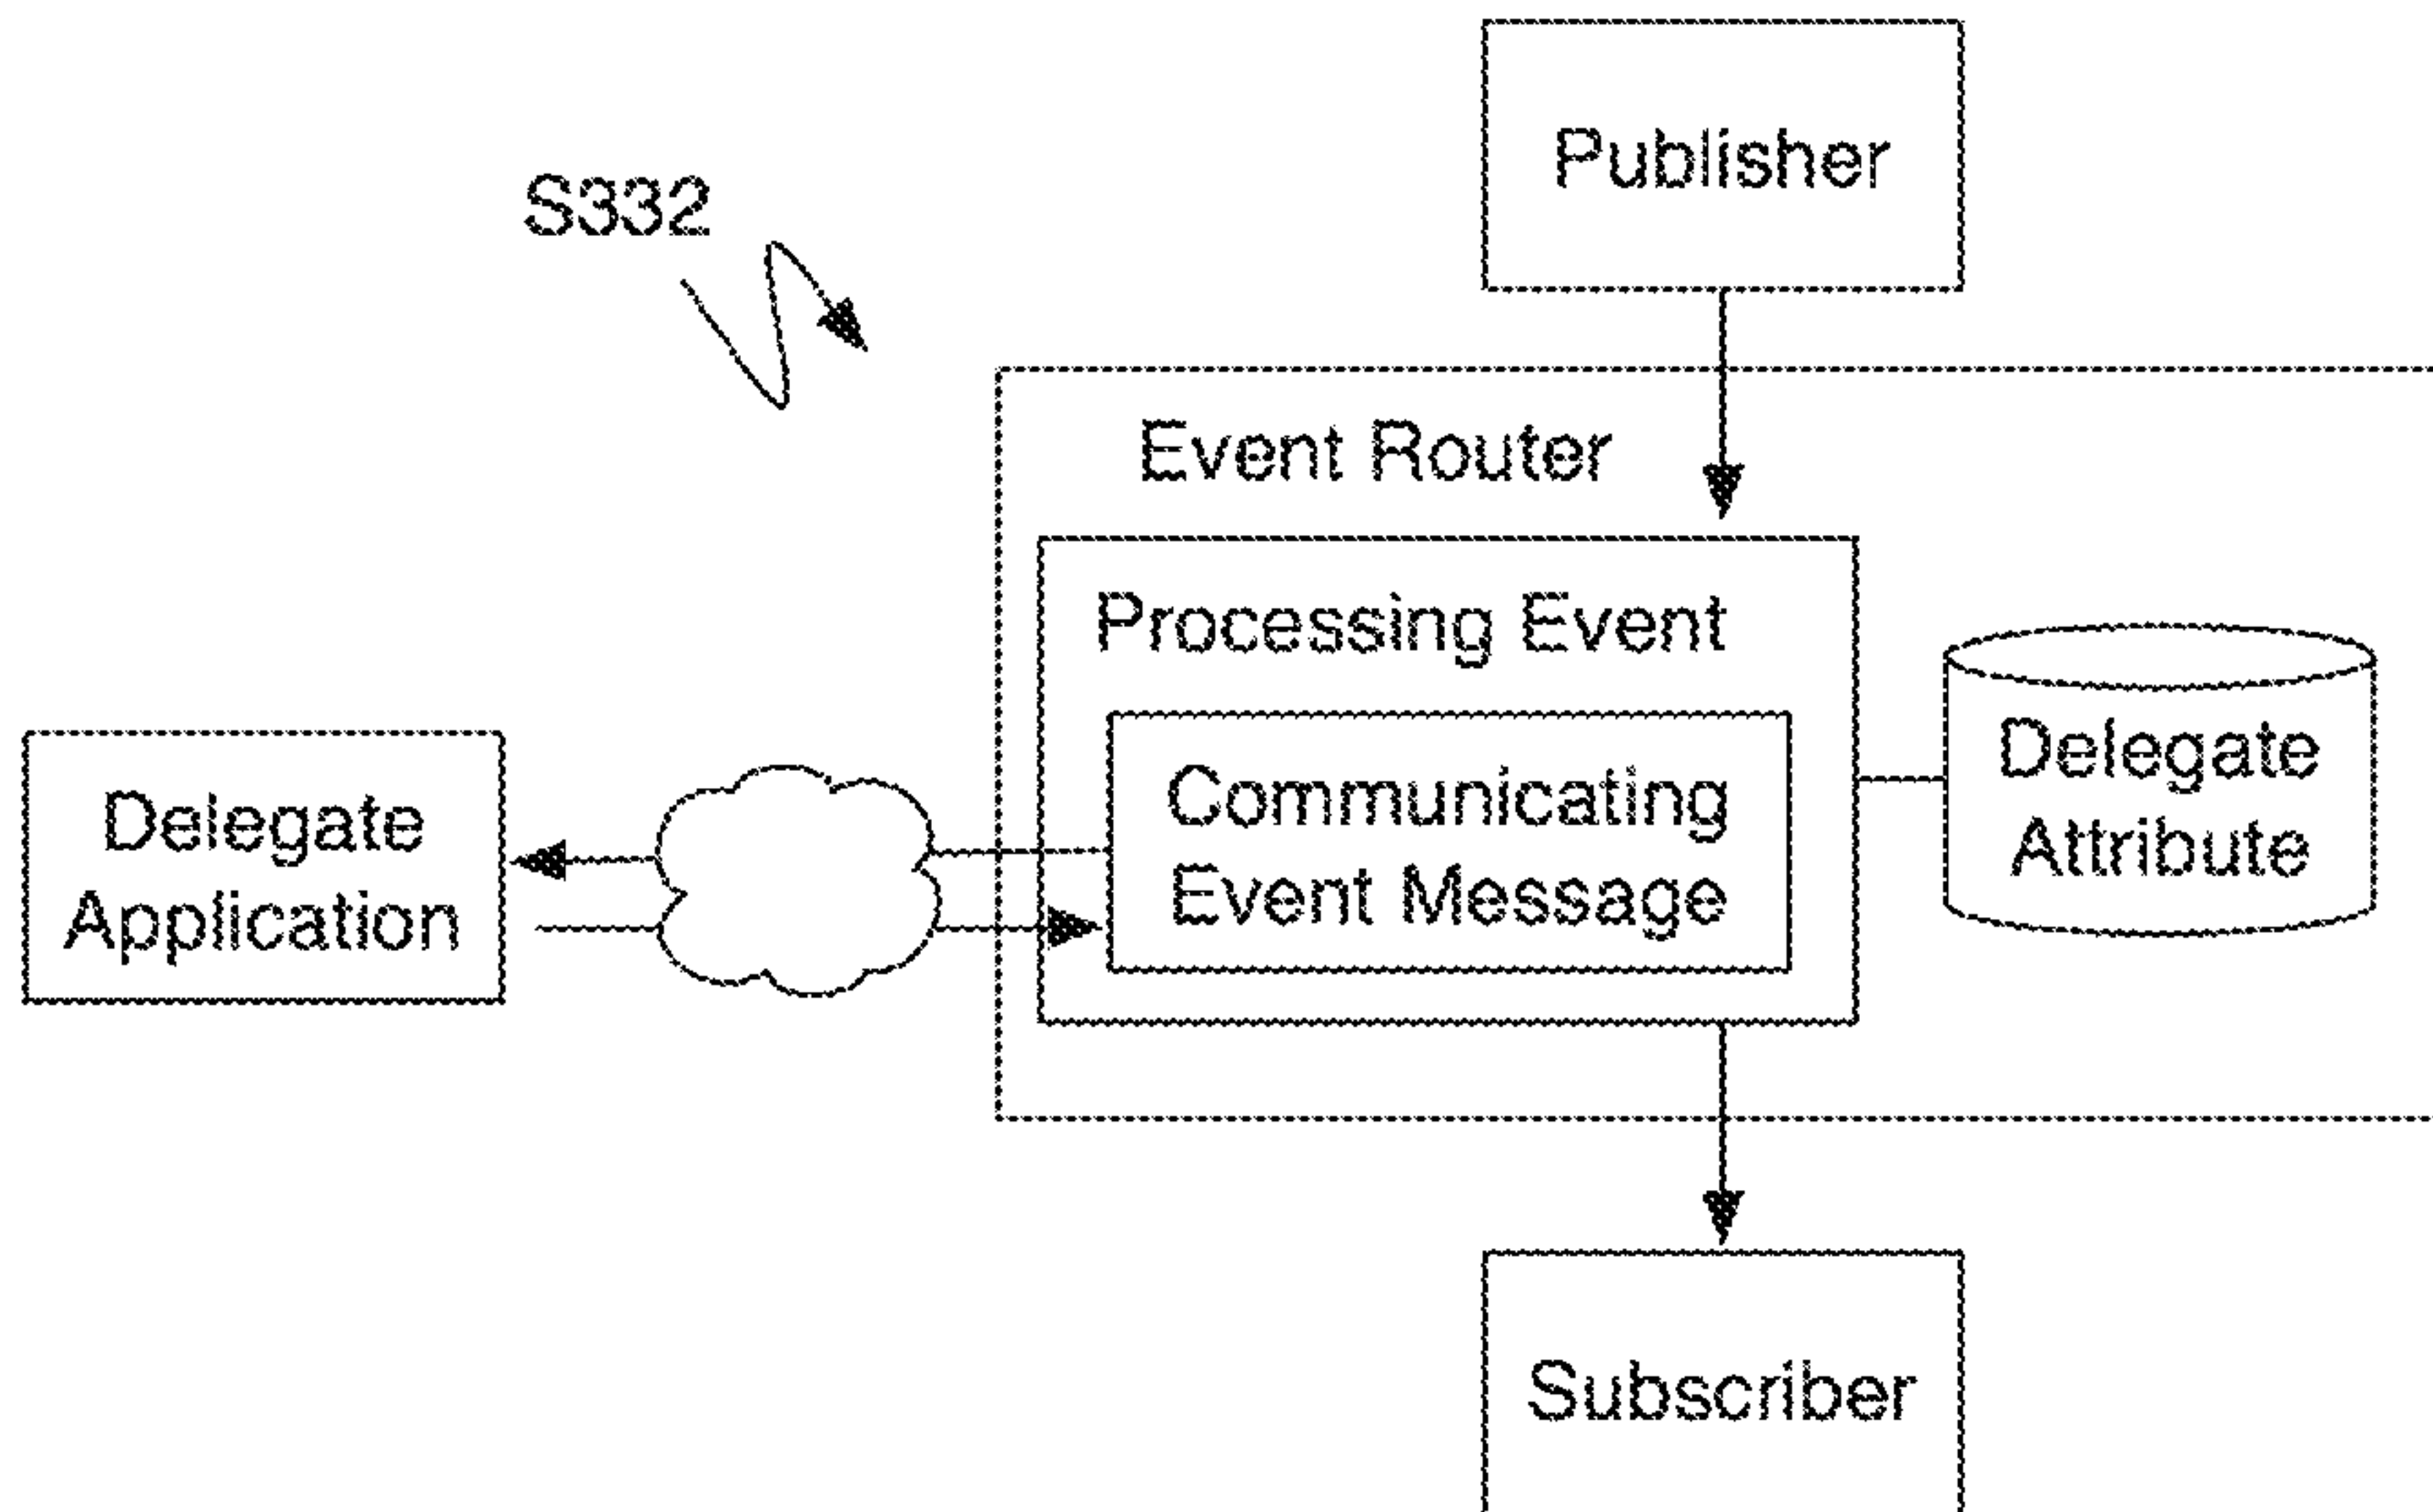 Publisher
S332
Event Router
Processing Event
Communicating
Event Message
Delegate
Attribute
Delegate
Application
Subscriber